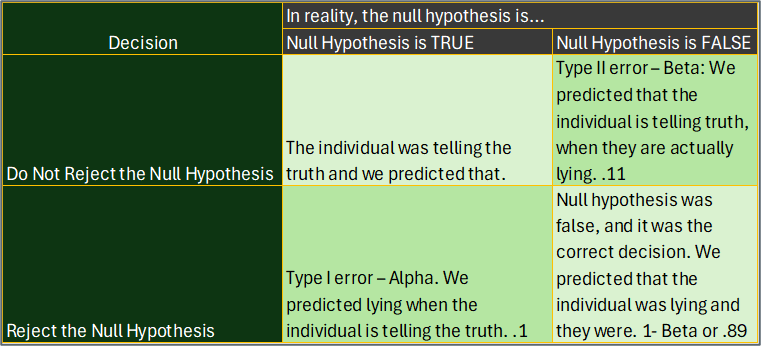 In reality, the null hypothesis is...
Decision
Null Hypothesis is TRUE
Null Hypothesis is FALSE
Do Not Reject the Null Hypothesis
The individual was telling the
truth and we predicted that.
Type II error – Beta: We
predicted that the
individual is telling truth,
when they are actually
lying. .11
Reject the Null Hypothesis
Type I error – Alpha. We
predicted lying when the
individual is telling the truth. .1
Null hypothesis was
false, and it was the
correct decision. We
predicted that the
individual was lying and
they were. 1- Beta or .89